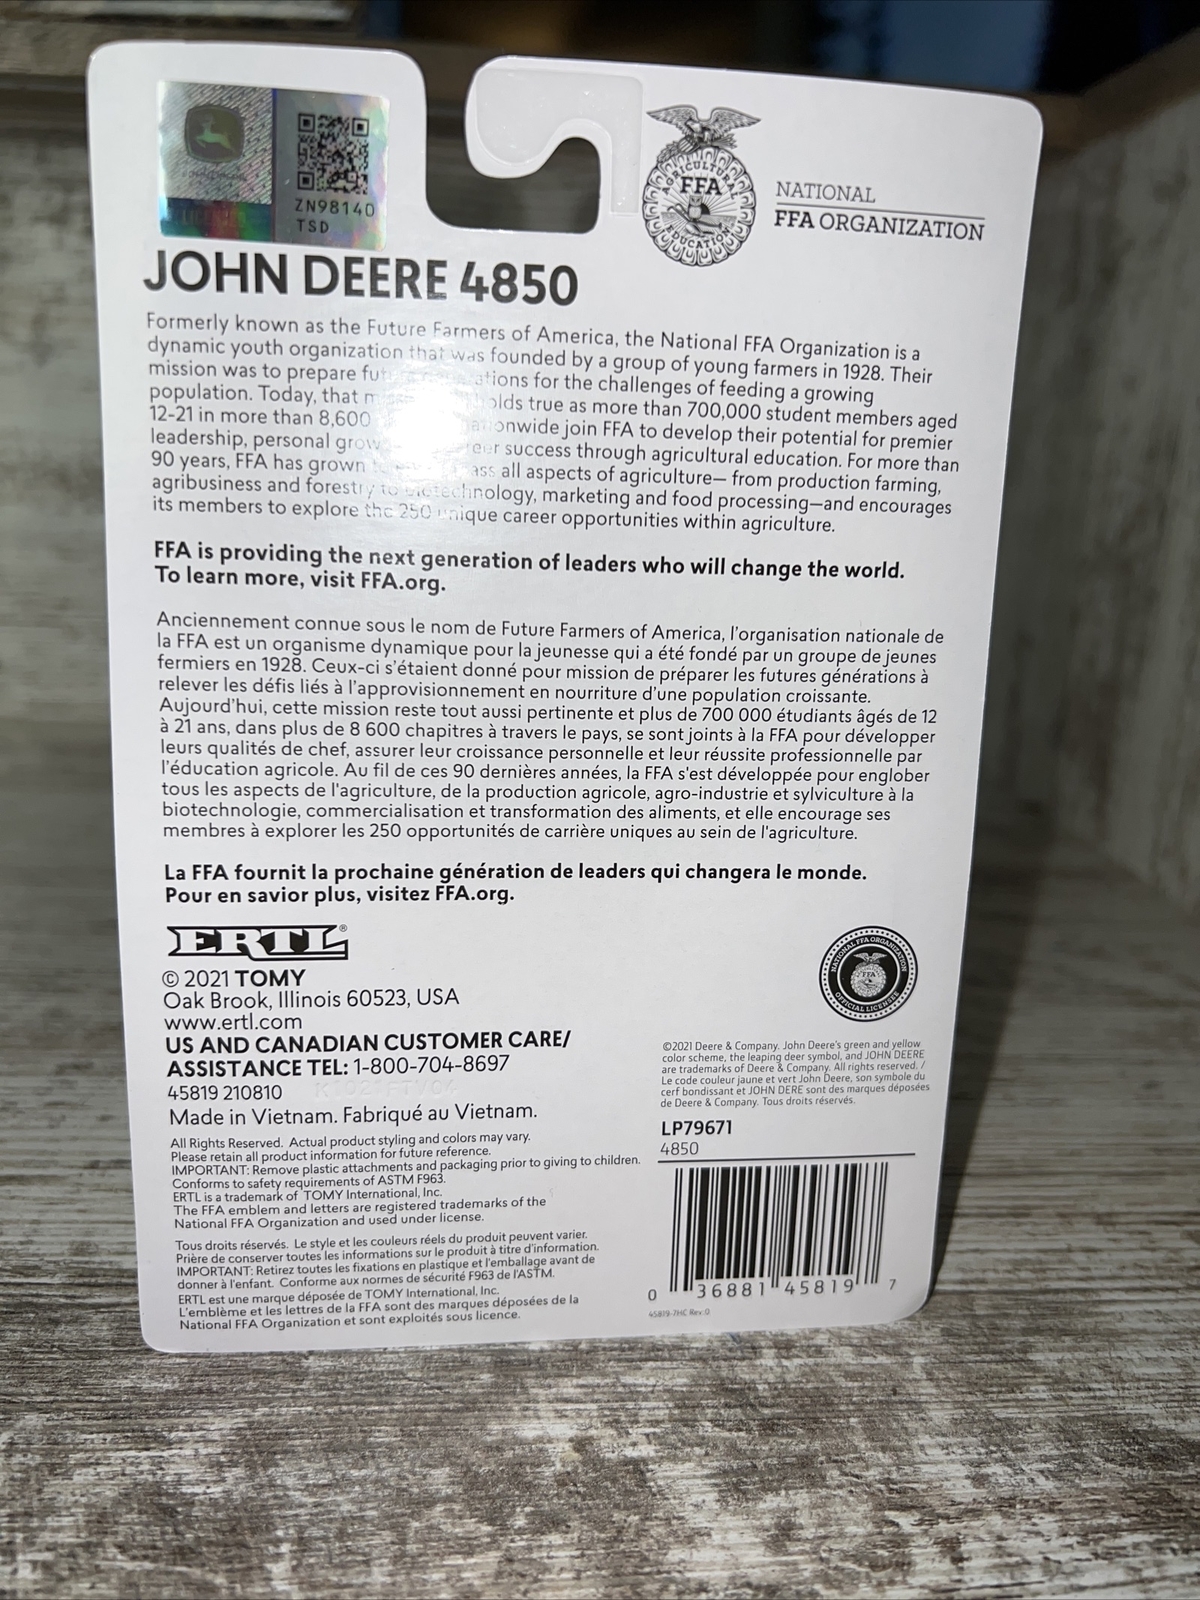 ZN98140
TSD
LICENSED
AGRICULTURAL
FFA
EDUCATION
NATIONAL
FFA ORGANIZATION
JOHN DEERE 4850
Formerly known as the Future Farmers of America, the National FFA Organization is a
dynamic youth organization that was founded by a group of young farmers in 1928. Their
mission was to prepare for the challenges of feeding a growing
population. Today, that holds true as more than 700,000 student members aged
12-21 in more than 8,600 nationwide join FFA to develop their potential for premier
leadership, personal success through agricultural education. For more than
90 years, FFA has grown all aspects of agriculture— from production farming,
agribusiness and forestry to biotechnology, marketing and food processing—and encourages
its members to explore the 250 unique career opportunities within agriculture.
FFA is providing the next generation of leaders who will change the world.
To learn more, visit FFA.org.
Anciennement connue sous le nom de Future Farmers of America, l'organisation nationale de
la FFA est un organisme dynamique pour la jeunesse qui a été fondé par un groupe de jeunes
fermiers en 1928. Ceux-ci s'étaient donné pour mission de préparer les futures générations à
relever les défis liés à l'approvisionnement en nourriture d'une population croissante.
Aujourd'hui, cette mission reste tout aussi pertinente et plus de 700 000 étudiants âgés de 12
à 21 ans, dans plus de 8 600 chapitres à travers le pays, se sont joints à la FFA pour développer
leurs qualités de chef, assurer leur croissance personnelle et leur réussite professionnelle par
l'éducation agricole. Au fil de ces 90 dernières années, la FFA s'est développée pour englober
tous les aspects de l'agriculture, de la production agricole, agro-industrie et sylviculture à la
biotechnologie, commercialisation et transformation des aliments, et elle encourage ses
membres à explorer les 250 opportunités de carrière uniques au sein de l'agriculture.
La FFA fournit la prochaine génération de leaders qui changera le monde.
Pour en savior plus, visitez FFA.org.
ERTL®
© 2021 TOMY
Oak Brook, Illinois 60523, USA
www.ertl.com
US AND CANADIAN CUSTOMER CARE/
ASSISTANCE TEL: 1-800-704-8697
45819 210810
Made in Vietnam. Fabriqué au Vietnam.
All Rights Reserved. Actual product styling and colors may vary.
Please retain all product information for future reference.
IMPORTANT: Remove plastic attachments and packaging prior to giving to children.
Conforms to safety requirements of ASTM F963.
ERTL is a trademark of TOMY International, Inc.
The FFA emblem and letters are registered trademarks of the
National FFA Organization and used under license.
Tous droits réservés. Le style et les couleurs réels du produit peuvent varier.
Prière de conserver toutes les informations sur le produit à titre d'information.
IMPORTANT: Retirez toutes les fixations en plastique et l'emballage avant de
donner à l'enfant. Conforme aux normes de sécurité F963 de l'ASTM.
ERTL est une marque déposée de TOMY International, Inc.
L'emblème et les lettres de la FFA sont des marques déposées de la
National FFA Organization et sont exploités sous licence.
NATIONAL FFA ORGANIZATION
FFA
OFFICIAL LICENSEE
©2021 Deere & Company. John Deere's green and yellow
color scheme, the leaping deer symbol, and JOHN DEERE
are trademarks of Deere & Company. All rights reserved. /
Le code couleur jaune et vert John Deere, son symbole du
cerf bondissant et JOHN DERE sont des marques déposées
de Deere & Company. Tous droits réservés.
LP79671
4850
0 36881 45819 7
45819-7HC Rev:0